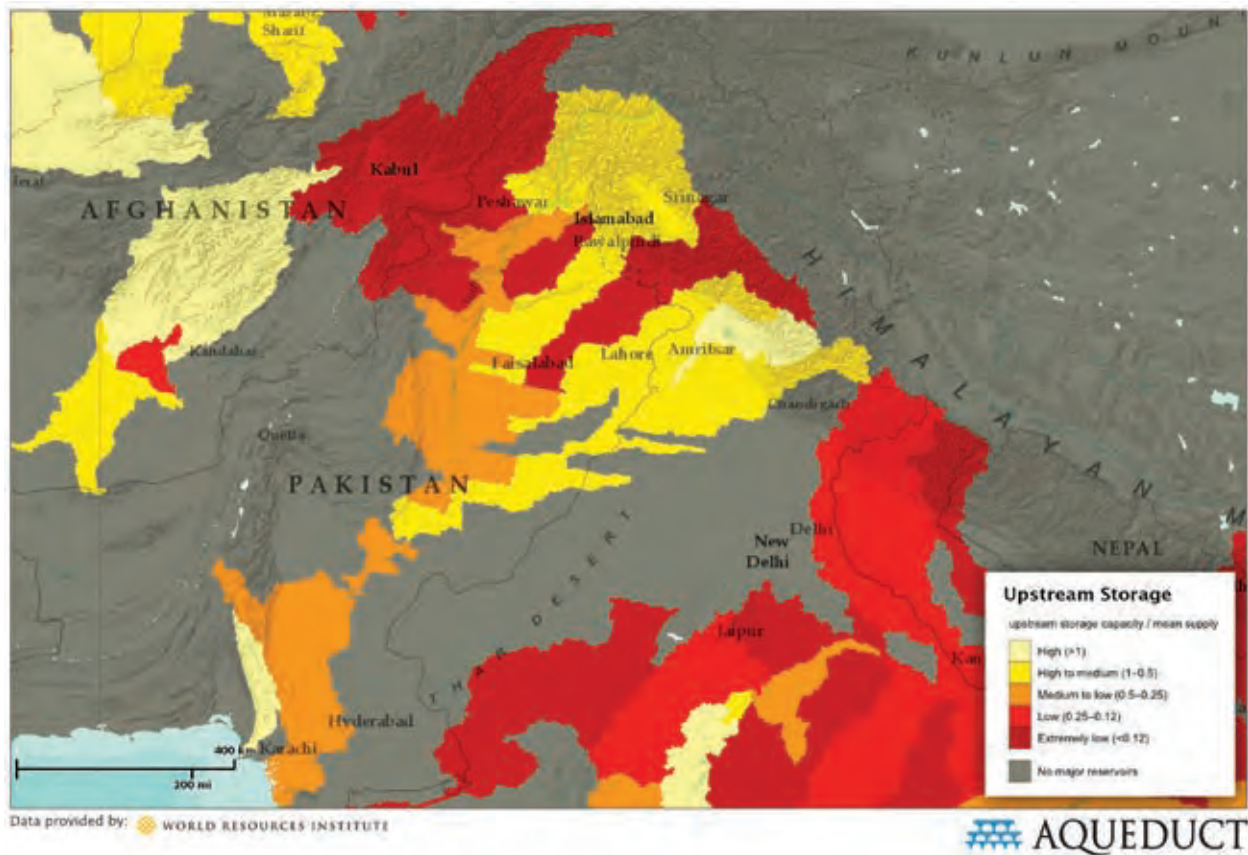 Sharif
KUNLUN MOUN
Kabul
AFGHANISTAN
Peshawar
Srinagar
Islamabad
Rawalpindi
HIMALAYAN M
Kandahar
Faisalabad
Lahore
Amritsar
Chandigarh
Quetta
PAKISTAN
THAR DESERT
Delhi
New
Delhi
NEPAL
Jaipur
Kan
Hyderabad
Karachi
400 km
200 mi
Upstream Storage
upstream storage capacity / mean supply
High (>1)
High to medium (1–0.5)
Medium to low (0.5–0.25)
Low (0.25–0.12)
Extremely low (<0.12)
No major reservoirs
Data provided by: WORLD RESOURCES INSTITUTE
AQUEDUCT